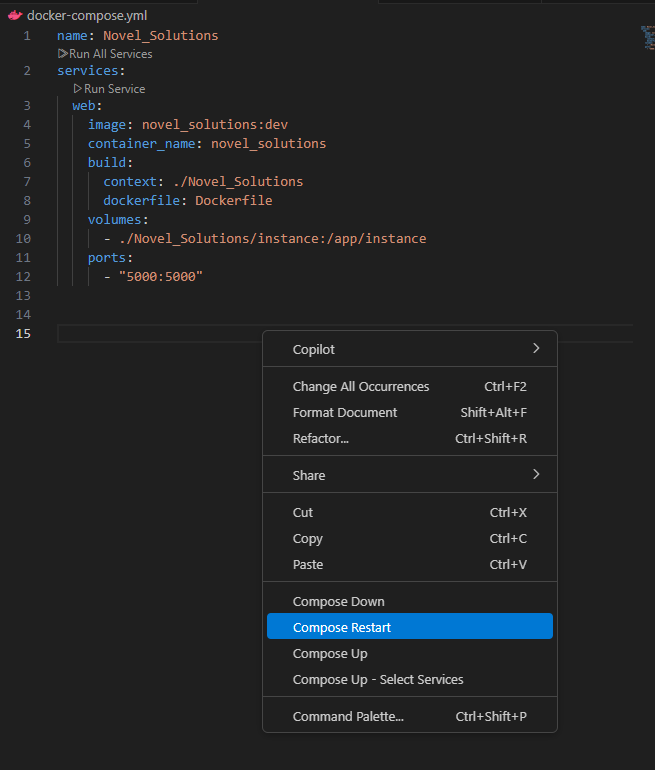 docker-compose.yml
1 name: Novel_Solutions
Run All Services
2 services:
Run Service
3 web:
4 image: novel_solutions:dev
5 container_name: novel_solutions
6 build:
7 context: ./Novel_Solutions
8 dockerfile: Dockerfile
9 volumes:
10 - ./Novel_Solutions/instance:/app/instance
11 ports:
12 - "5000:5000"
13
14
15
Copilot
Change All Occurrences Ctrl+F2
Format Document Shift+Alt+F
Refactor... Ctrl+Shift+R
Share
Cut Ctrl+X
Copy Ctrl+C
Paste Ctrl+V
Compose Down
Compose Restart
Compose Up
Compose Up - Select Services
Command Palette... Ctrl+Shift+P